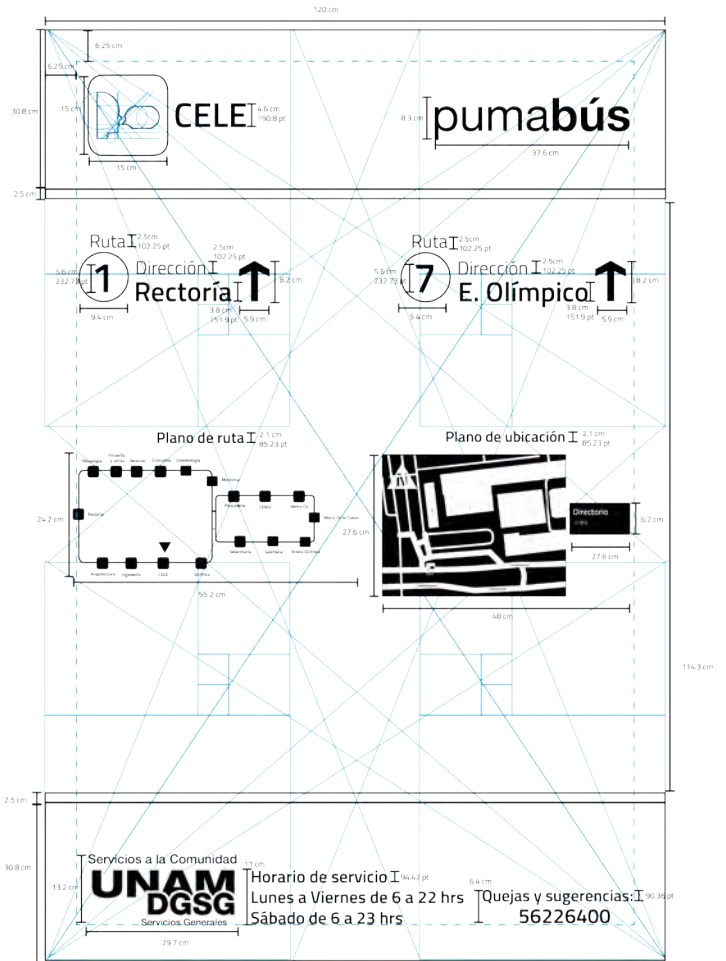 120 cm
6.25 cm
6.25 cm
30.8 cm
15 cm
CELE
4.6 cm
190.8 pt
8.3 cm
pumabús
15 cm
37.6 cm
2.5 cm
Ruta
2.5cm
102.25 pt
5.6 cm
232.78 pt
1
Dirección
2.5cm
102.25 pt
Rectoría
8.2 cm
9.4 cm
3.8 cm
151.9 pt
5.9 cm
Ruta
2.5cm
102.25 pt
5.6 cm
7
Dirección
2.5cm
102.25 pt
E. Olímpico
8.2 cm
9.4 cm
3.8 cm
151.9 pt
5.9 cm
Plano de ruta
2.1 cm
85.23 pt
Plano de ubicación
2.1 cm
85.23 pt
24.2 cm
Rectoría
Arquitectura
Ingeniería
CELE
Química
Medicina
Metro CU
55.2 cm
27.6 cm
Directorio
6.2 cm
27.6 cm
48 cm
114.3 cm
2.5 cm
30.8 cm
13.2 cm
Servicios a la Comunidad
UNAM
DGSG
Servicios Generales
29.7 cm
11 cm
Horario de servicio
94.42 pt
Lunes a Viernes de 6 a 22 hrs
Sábado de 6 a 23 hrs
6.4 cm
Quejas y sugerencias:
90.36 pt
56226400